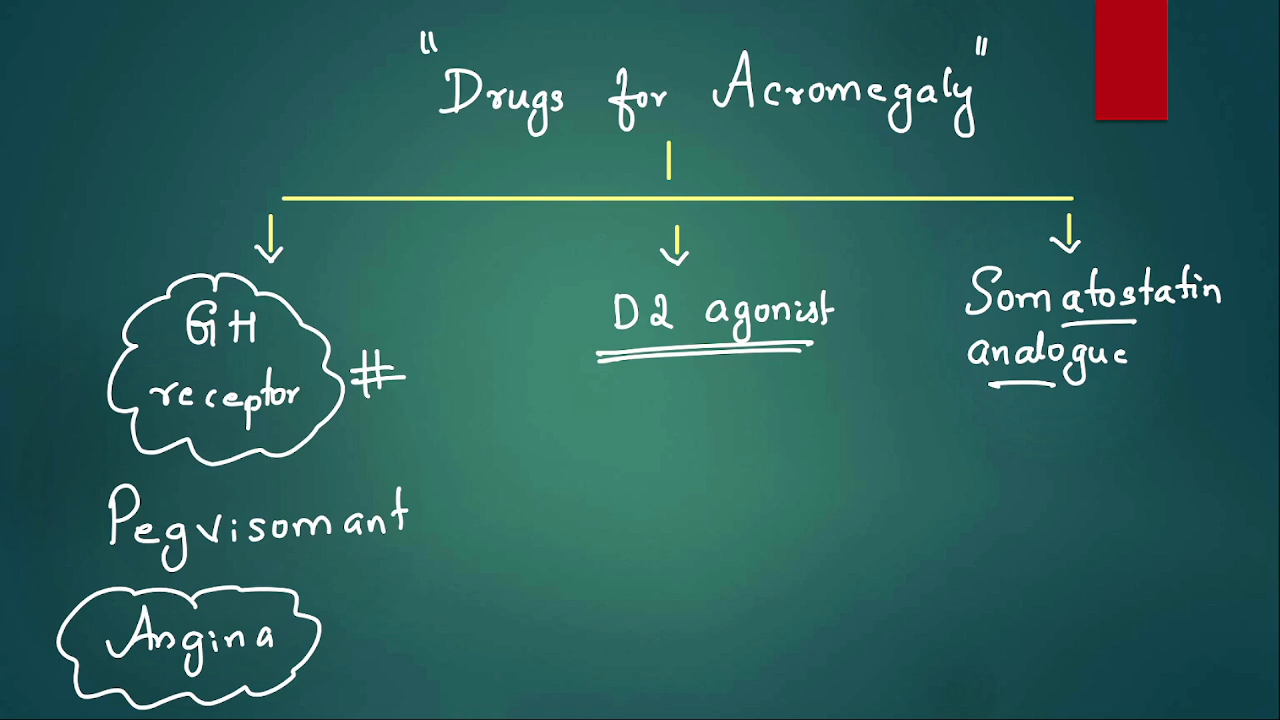 "Drugs for Acromegaly"
GH
receptor #
Pegvisomant
Angina
D2 agonist
Somatostatin
analogue